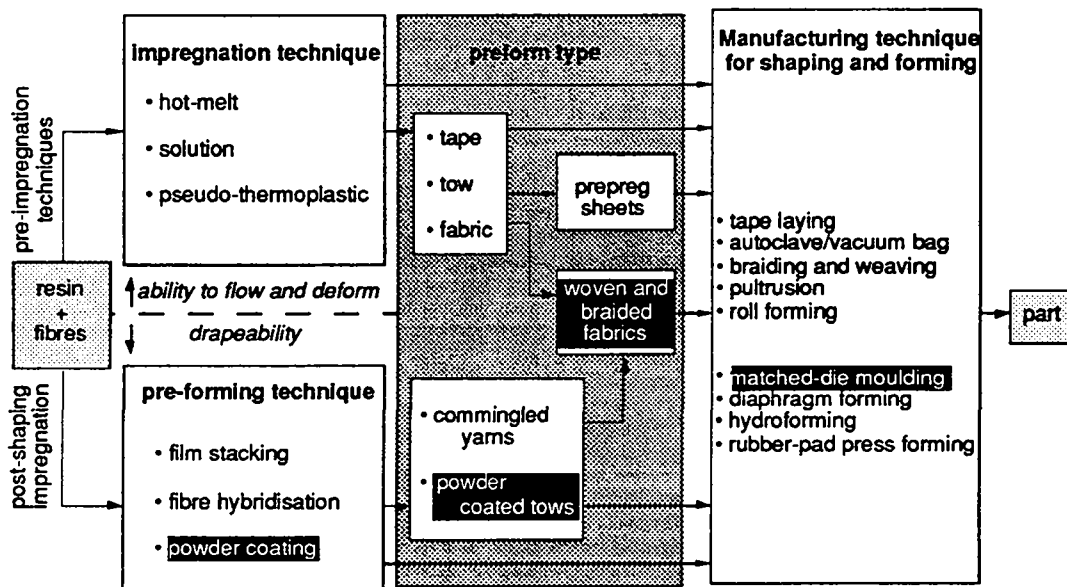 pre-impregnation
techniques
resin
+
fibres
post-shaping
impregnation
impregnation technique
• hot-melt
• solution
• pseudo-thermoplastic
ability to flow and deform
drapeability
pre-forming technique
• film stacking
• fibre hybridisation
• powder coating
preform type
• tape
• tow
• fabric
prepreg
sheets
woven and
braided
fabrics
• commingled
yarns
• powder
coated tows
Manufacturing technique
for shaping and forming
• tape laying
• autoclave/vacuum bag
• braiding and weaving
• pultrusion
• roll forming
• matched-die moulding
• diaphragm forming
• hydroforming
• rubber-pad press forming
part